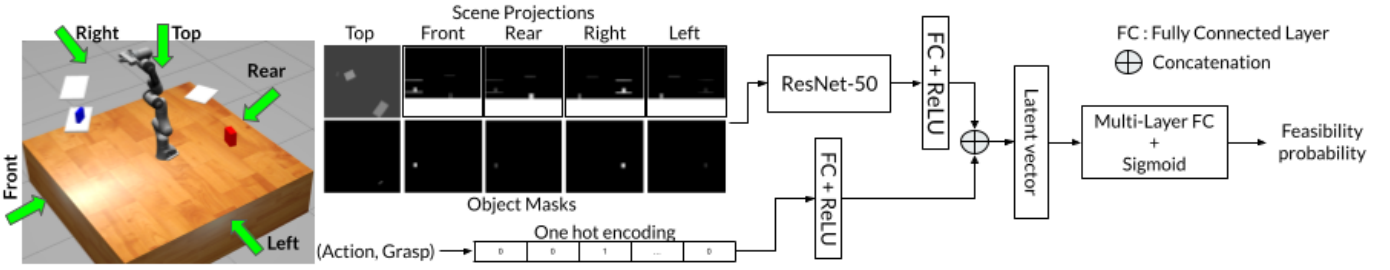 Right
Top
Rear
Front
Left
Scene Projections
Top Front Rear Right Left
Object Masks
(Action, Grasp)
One hot encoding
0 0 1 ... 0
ResNet-50
FC + ReLU
FC + ReLU
Latent vector
Multi-Layer FC
+
Sigmoid
Feasibility
probability
FC : Fully Connected Layer
Concatenation